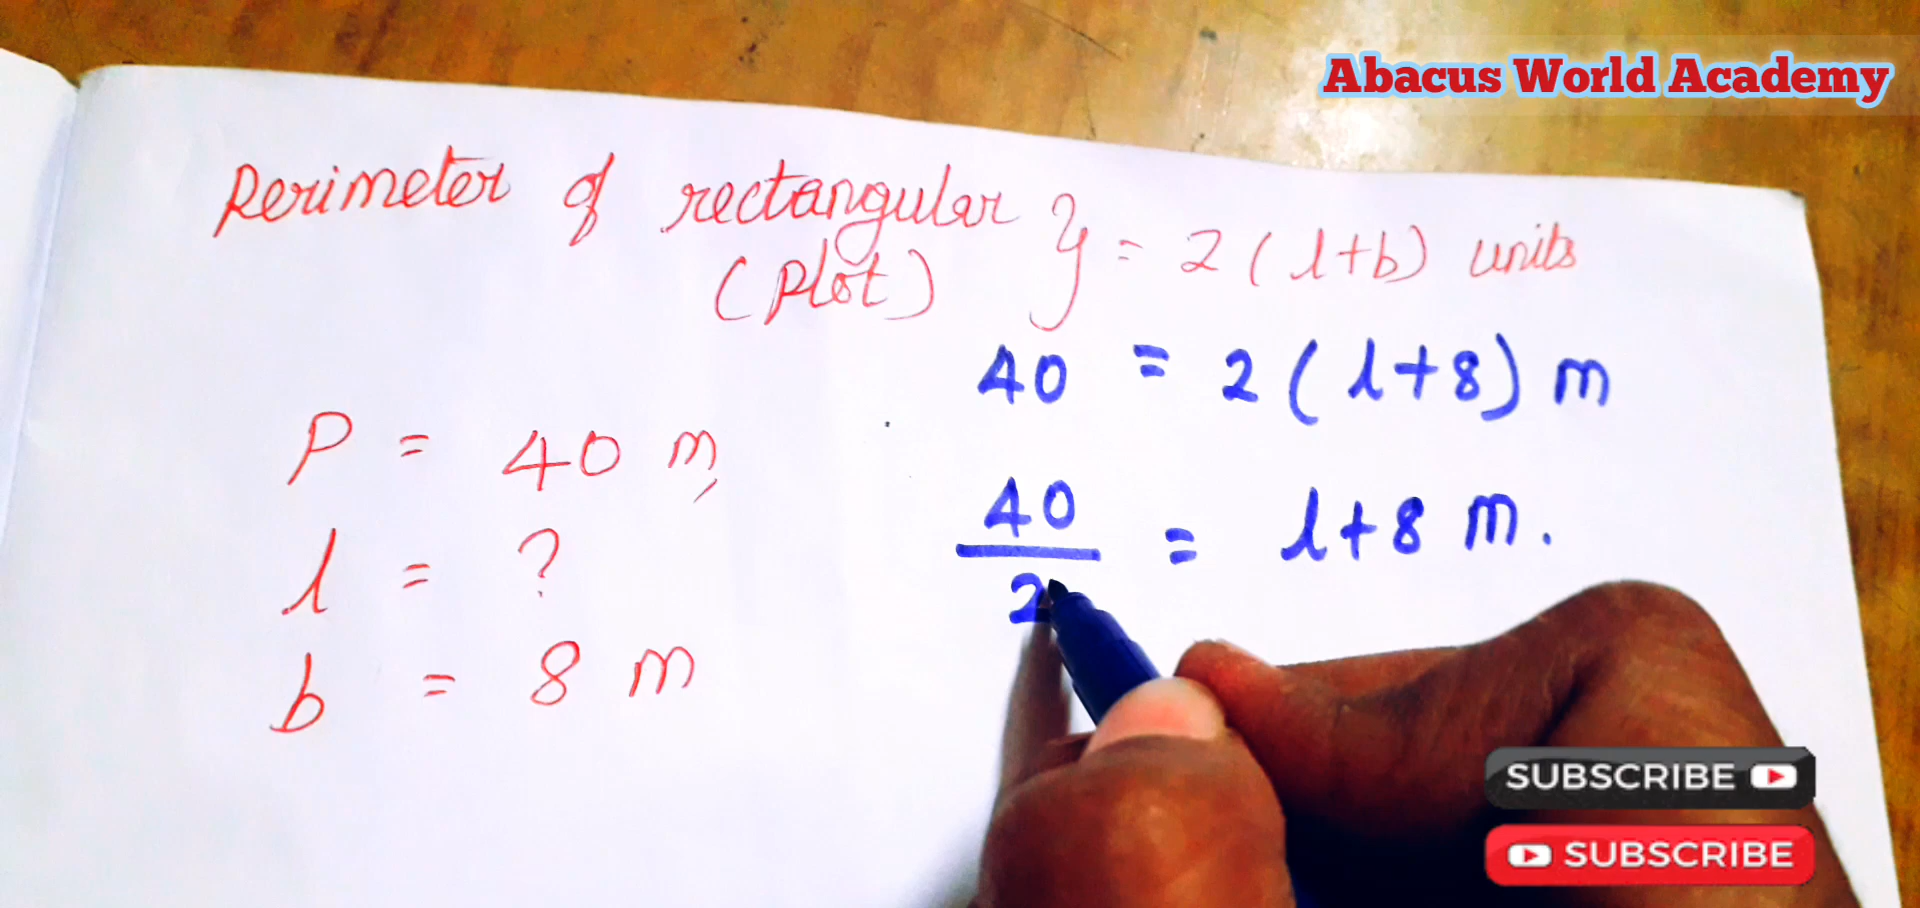 Abacus World Academy
Perimeter of rectangular
(plot) } = 2 ( l+b) units
40 = 2 ( l+8) m
P = 40 m,
40
2
= l+8 m.
l = ?
b = 8 m
SUBSCRIBE
SUBSCRIBE